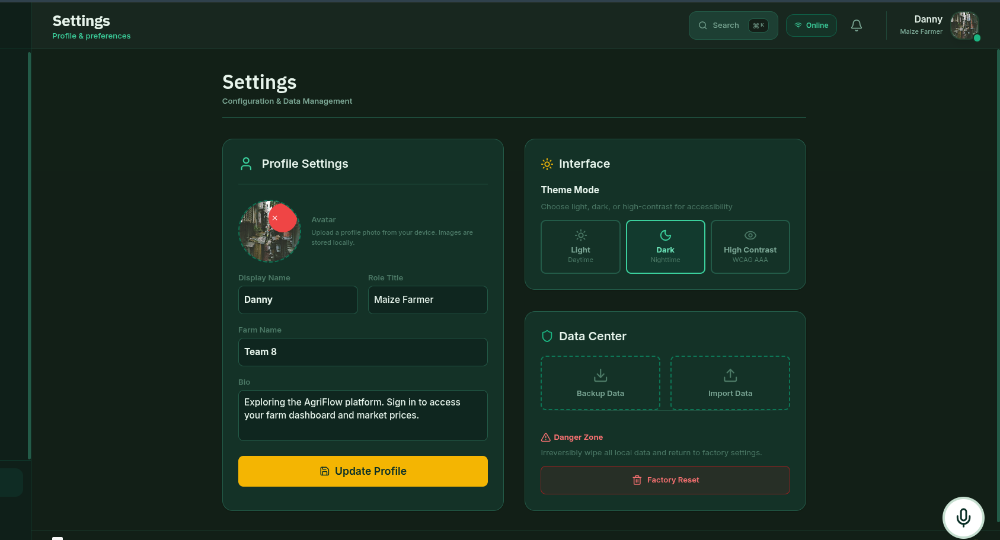 Settings
Profile & preferences
Search
⌘ K
Online
Danny
Maize Farmer
Settings
Configuration & Data Management
Profile Settings
Avatar
Upload a profile photo from your device. Images are
stored locally.
Display Name
Role Title
Danny
Maize Farmer
Farm Name
Team 8
Bio
Exploring the AgriFlow platform. Sign in to access
your farm dashboard and market prices.
Update Profile
Interface
Theme Mode
Choose light, dark, or high-contrast for accessibility
Light
Daytime
Dark
Nighttime
High Contrast
WCAG AAA
Data Center
Backup Data
Import Data
Danger Zone
Irreversibly wipe all local data and return to factory settings.
Factory Reset